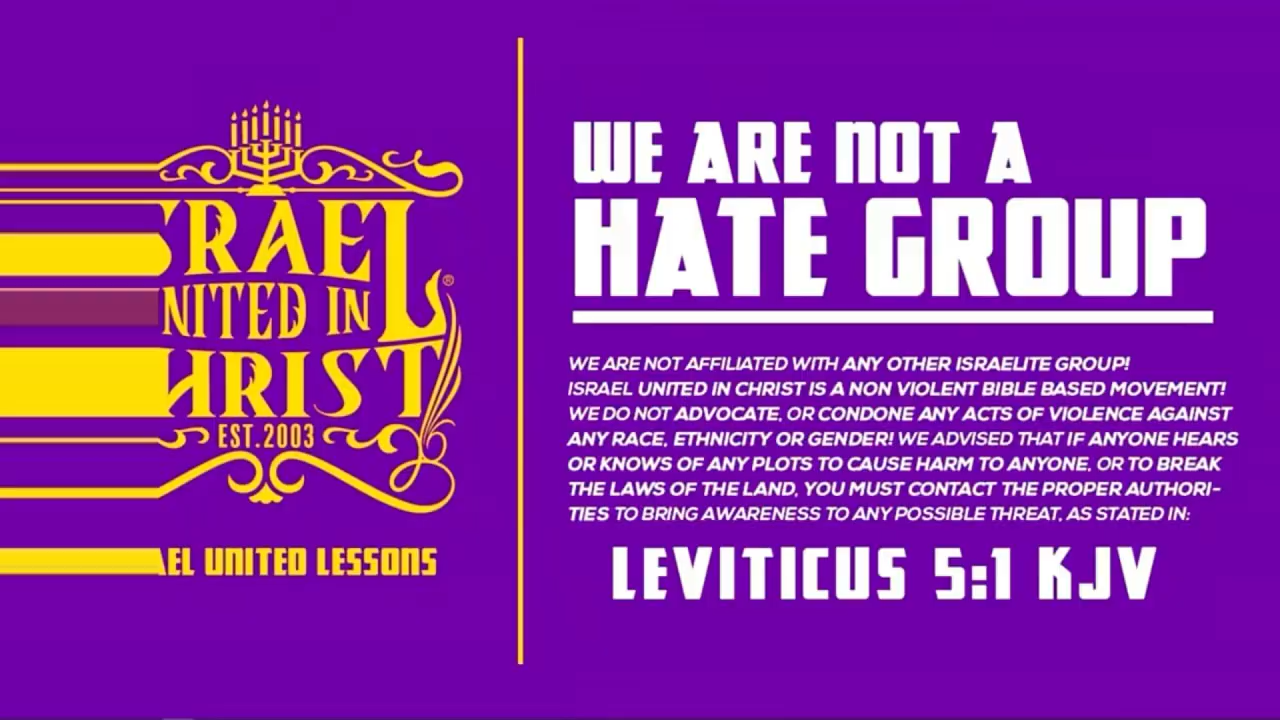 SRAEL
NITED IN
HRIST
®
EST.2003
EL UNITED LESSONS
WE ARE NOT A
HATE GROUP
WE ARE NOT AFFILIATED WITH ANY OTHER ISRAELITE GROUP!
ISRAEL UNITED IN CHRIST IS A NON VIOLENT BIBLE BASED MOVEMENT!
WE DO NOT ADVOCATE, OR CONDONE ANY ACTS OF VIOLENCE AGAINST
ANY RACE, ETHNICITY OR GENDER! WE ADVISED THAT IF ANYONE HEARS
OR KNOWS OF ANY PLOTS TO CAUSE HARM TO ANYONE, OR TO BREAK
THE LAWS OF THE LAND, YOU MUST CONTACT THE PROPER AUTHORI-
TIES TO BRING AWARENESS TO ANY POSSIBLE THREAT, AS STATED IN:
LEVITICUS 5:1 KJV